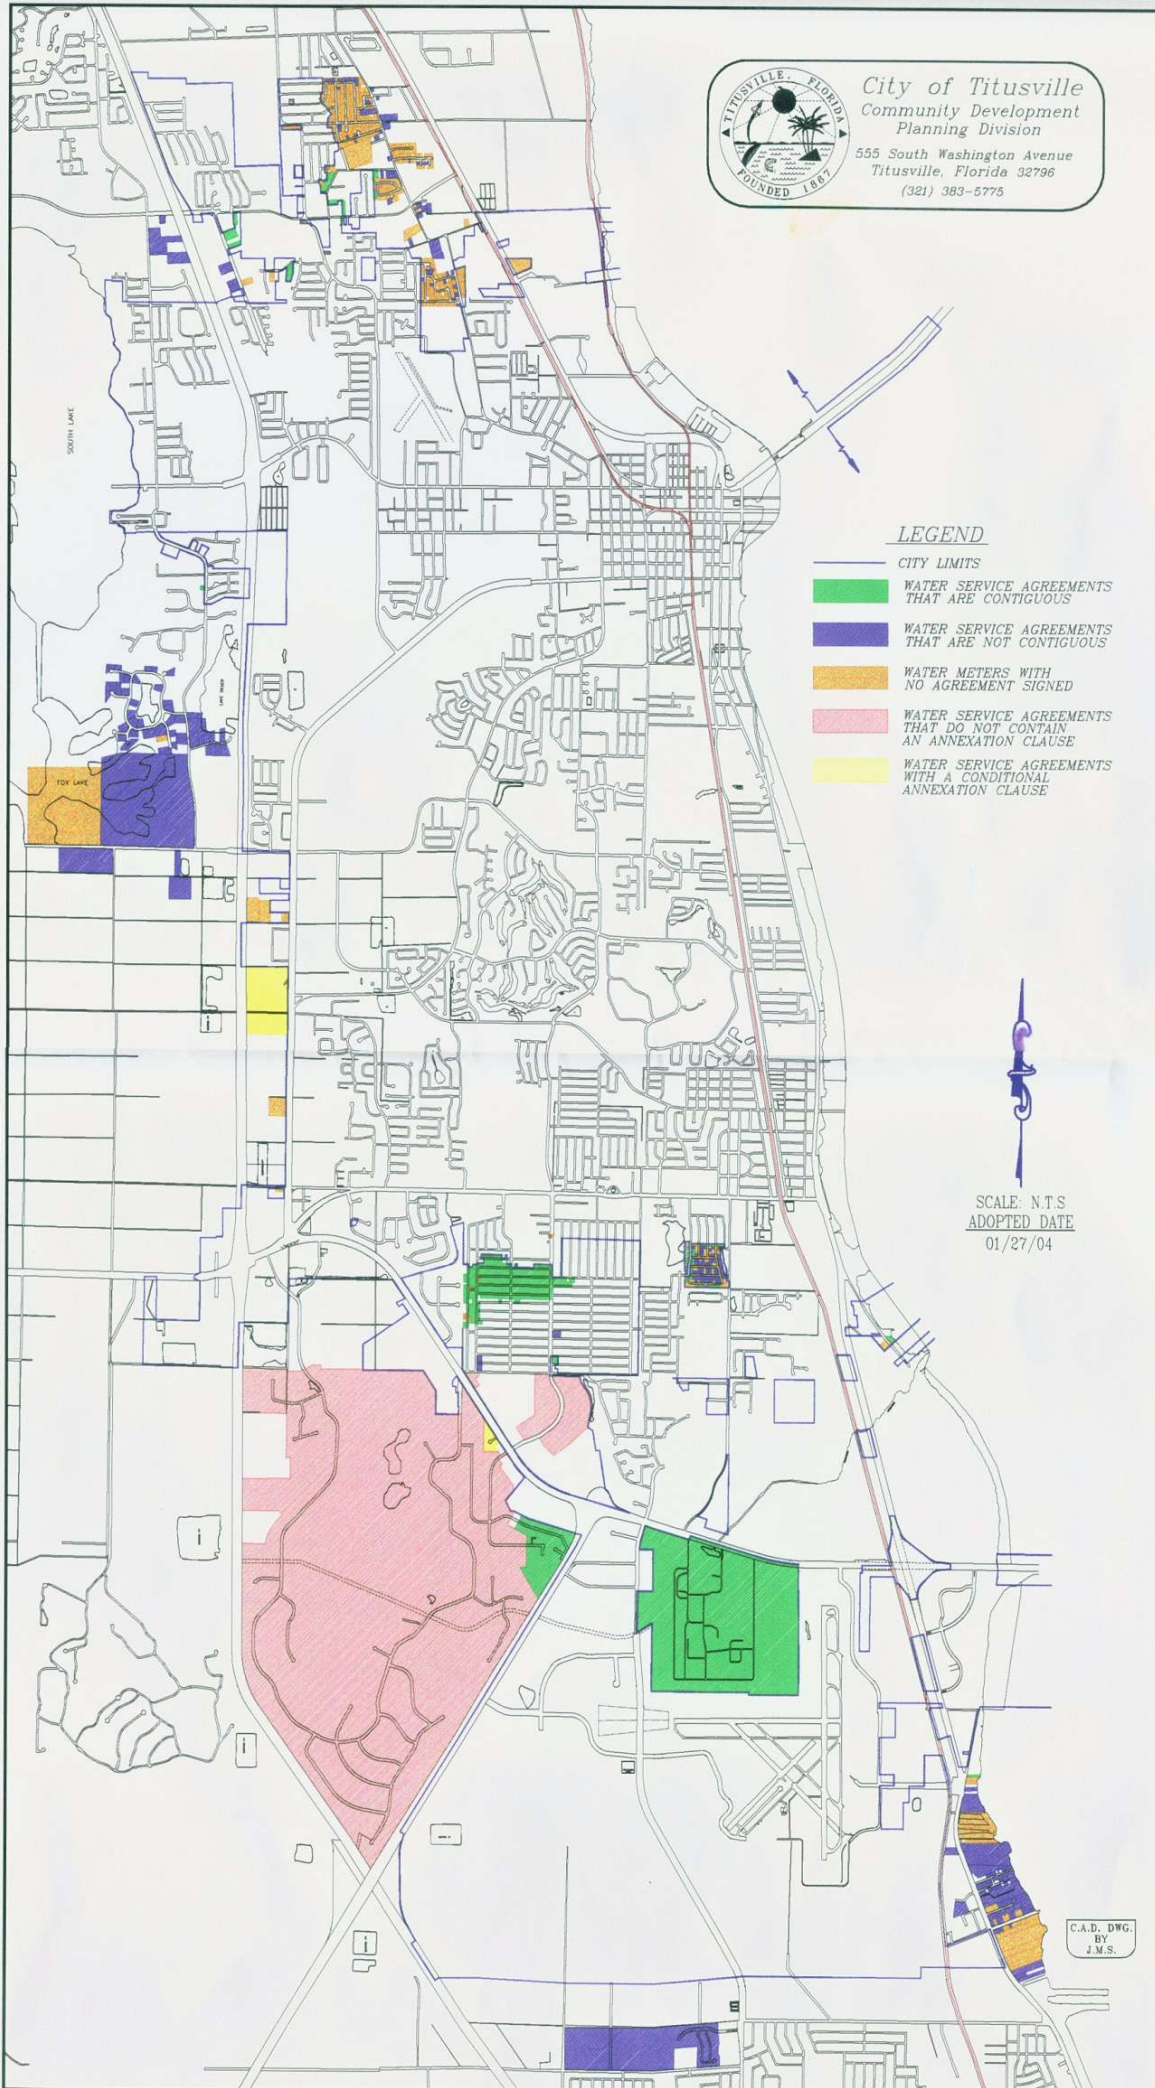 TITUSVILLE, FLORIDA
FOUNDED 1867
City of Titusville
Community Development
Planning Division
555 South Washington Avenue
Titusville, Florida 32796
(321) 383-5775
SOUTH LAKE
LEGEND
CITY LIMITS
WATER SERVICE AGREEMENTS
THAT ARE CONTIGUOUS
WATER SERVICE AGREEMENTS
THAT ARE NOT CONTIGUOUS
WATER METERS WITH
NO AGREEMENT SIGNED
WATER SERVICE AGREEMENTS
THAT DO NOT CONTAIN
AN ANNEXATION CLAUSE
WATER SERVICE AGREEMENTS
WITH A CONDITIONAL
ANNEXATION CLAUSE
FOX LAKE
SCALE: N.T.S
ADOPTED DATE
01/27/04
C.A.D. DWG.
BY
J.M.S.